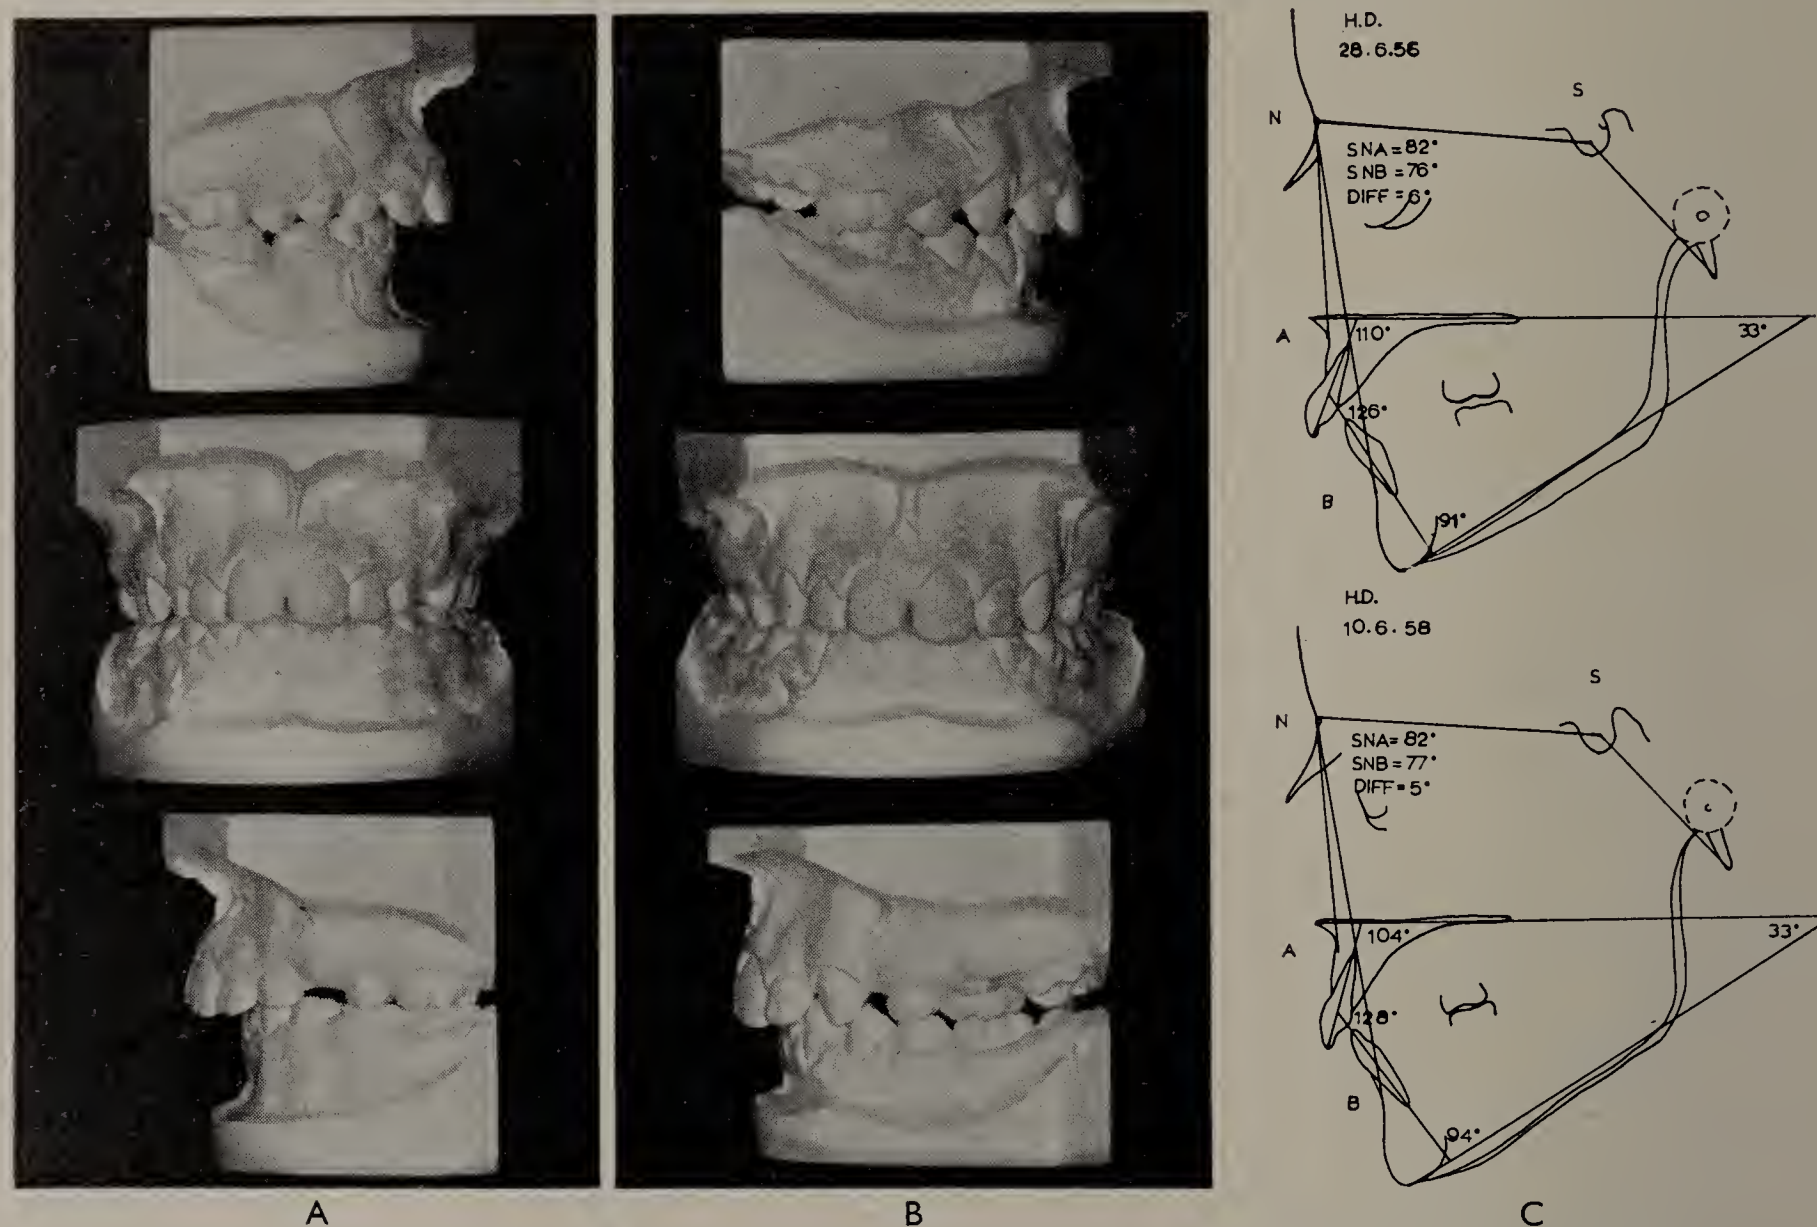 H.D.
28.6.56
S
N
SNA=82°
SNB=76°
DIFF=6°
A
110°
33°
126°
B
91°
H.D.
10.6.58
S
N
SNA=82°
SNB=77°
DIFF=5°
A
104°
33°
128°
B
94°
A
B
C